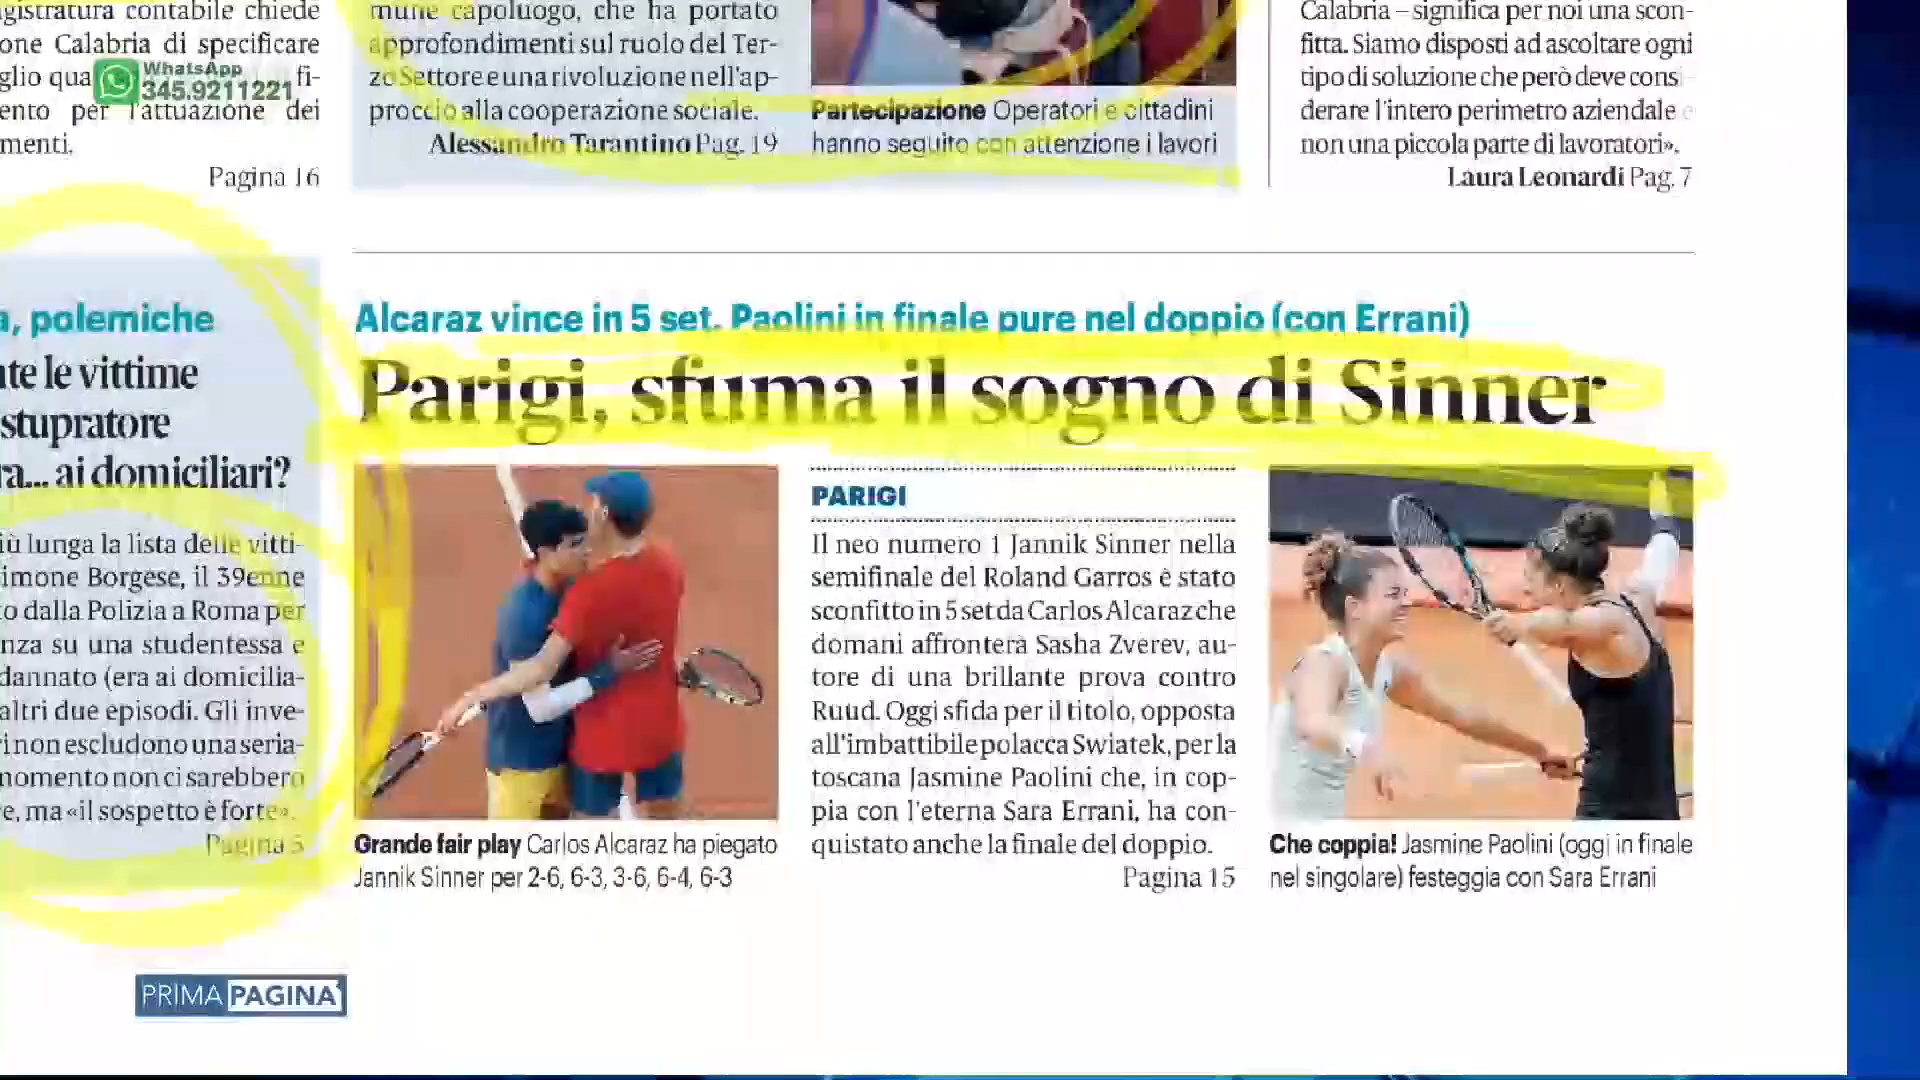 gistratura contabile chiede
one Calabria di specificare
glio qua
fi-
ento per l'attuazione dei
menti.
Pagina 16
WhatsApp
345.9211221
mune capoluogo, che ha portato
approfondimenti sul ruolo del Ter-
zo Settore e una rivoluzione nell'ap-
proccio alla cooperazione sociale.
Alessandro Tarantino Pag. 19
Partecipazione Operatori e cittadini
hanno seguito con attenzione i lavori
Calabria – significa per noi una scon-
fitta. Siamo disposti ad ascoltare ogni
tipo di soluzione che però deve consi
derare l'intero perimetro aziendale e
non una piccola parte di lavoratori».
Laura Leonardi Pag. 7
a, polemiche
nte le vittime
stupratore
ra... ai domiciliari?
iù lunga la lista delle vitti-
imone Borgese, il 39enne
to dalla Polizia a Roma per
nza su una studentessa e
dannato (era ai domicilia-
altri due episodi. Gli inve-
ri non escludono una seria-
momento non ci sarebbero
e, ma «il sospetto è forte».
Pagina 5
Alcaraz vince in 5 set. Paolini in finale pure nel doppio (con Errani)
Parigi, sfuma il sogno di Sinner
Grande fair play Carlos Alcaraz ha piegato
Jannik Sinner per 2-6, 6-3, 3-6, 6-4, 6-3
PARIGI
Il neo numero 1 Jannik Sinner nella
semifinale del Roland Garros è stato
sconfitto in 5 set da Carlos Alcaraz che
domani affronterà Sasha Zverev, au-
tore di una brillante prova contro
Ruud. Oggi sfida per il titolo, opposta
all'imbattibile polacca Swiatek, per la
toscana Jasmine Paolini che, in cop-
pia con l'eterna Sara Errani, ha con-
quistato anche la finale del doppio.
Pagina 15
Che coppia! Jasmine Paolini (oggi in finale
nel singolare) festeggia con Sara Errani
PRIMA PAGINA